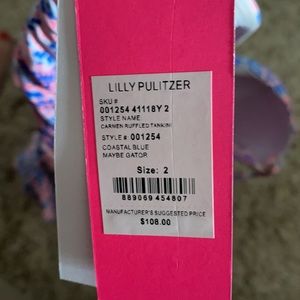 LILLY PULITZER
SKU #
001254 41118Y 2
STYLE NAME
CARMEN RUFFLED TANKINI
STYLE # 001254
COASTAL BLUE
MAYBE GATOR
Size: 2
889069 454807
MANUFACTURER'S SUGGESTED PRICE
$108.00